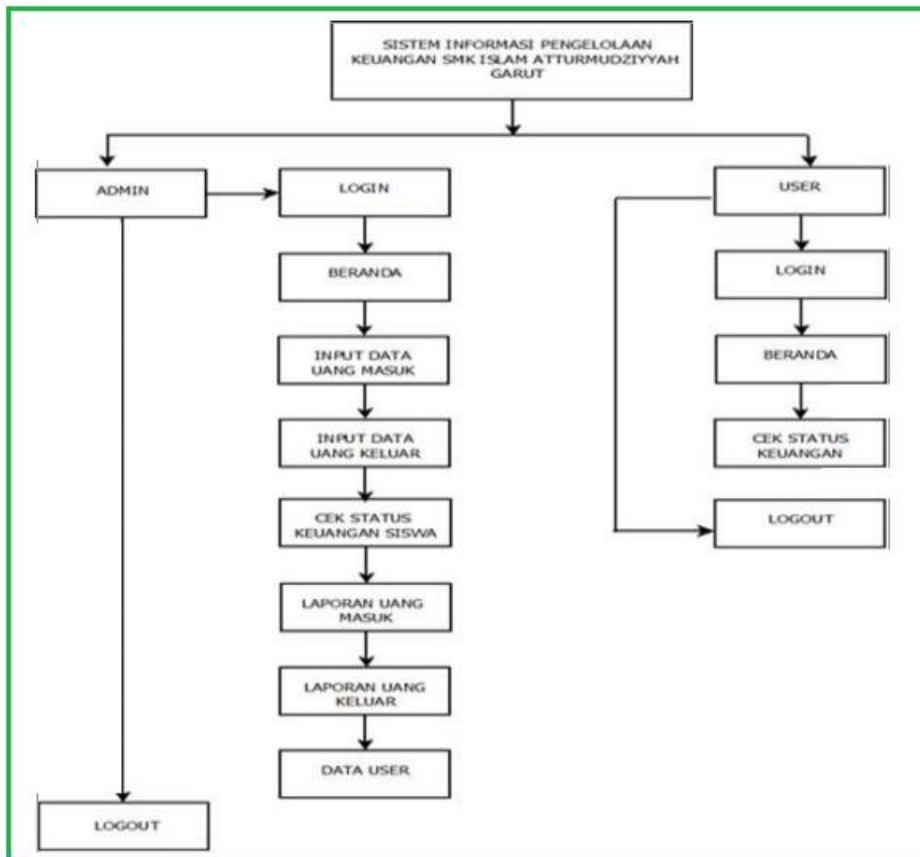 SISTEM INFORMASI PENGELOLAAN
KEUANGAN SMK ISLAM ATTURMUDZIYYAH
GARUT
ADMIN
LOGIN
BERANDA
INPUT DATA
UANG MASUK
INPUT DATA
UANG KELUAR
CEK STATUS
KEUANGAN SISWA
LAPORAN UANG
MASUK
LAPORAN UANG
KELUAR
DATA USER
LOGOUT
USER
LOGIN
BERANDA
CEK STATUS
KEUANGAN
LOGOUT